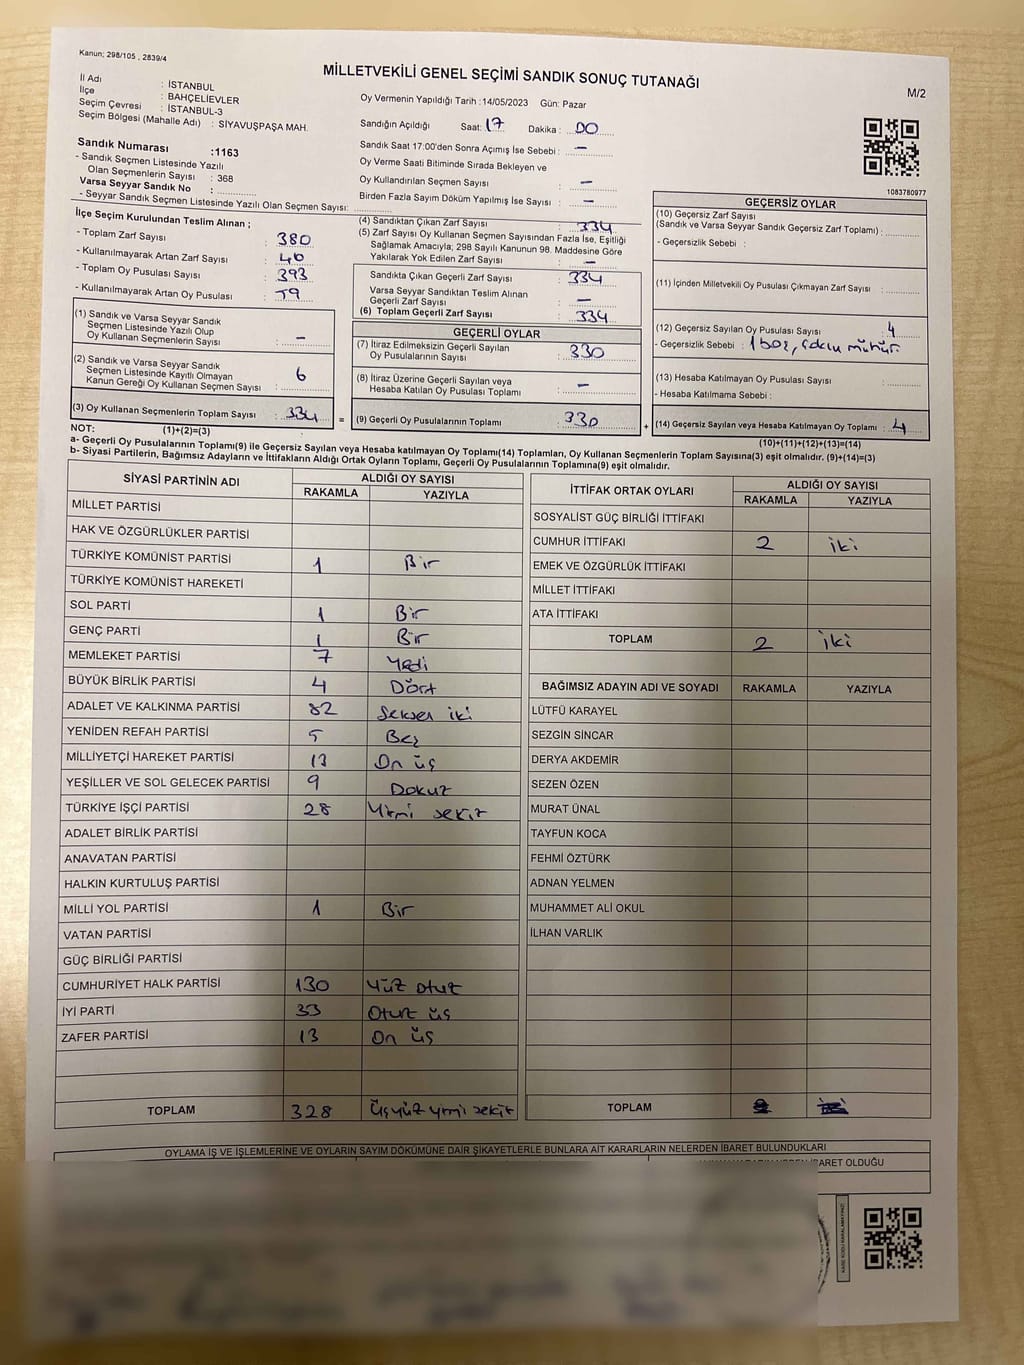 Kanun; 298/105 , 2839/4
MİLLETVEKİLİ GENEL SEÇİMİ SANDIK SONUÇ TUTANAĞI
M/2
İl Adı : İSTANBUL
İlçe : BAHÇELİEVLER
Seçim Çevresi : İSTANBUL-3
Seçim Bölgesi (Mahalle Adı) : SİYAVUŞPAŞA MAH.
Oy Vermenin Yapıldığı Tarih :14/05/2023 Gün: Pazar
Sandığın Açıldığı Saat: 17 Dakika : 00
Sandık Saat 17:00'den Sonra Açımış İse Sebebi : -
Oy Verme Saati Bitiminde Sırada Bekleyen ve
Oy Kullandırılan Seçmen Sayısı : -
Birden Fazla Sayım Döküm Yapılmış İse Sayısı : -
1083780977
Sandık Numarası :1163
- Sandık Seçmen Listesinde Yazılı
Olan Seçmenlerin Sayısı : 368
Varsa Seyyar Sandık No :
- Seyyar Sandık Seçmen Listesinde Yazılı Olan Seçmen Sayısı:
İlçe Seçim Kurulundan Teslim Alınan ;
- Toplam Zarf Sayısı : 380
- Kullanılmayarak Artan Zarf Sayısı : 46
- Toplam Oy Pusulası Sayısı : 393
- Kullanılmayarak Artan Oy Pusulası : 59
(1) Sandık ve Varsa Seyyar Sandık
Seçmen Listesinde Yazılı Olup
Oy Kullanan Seçmenlerin Sayısı : -
(2) Sandık ve Varsa Seyyar Sandık
Seçmen Listesinde Kayıtlı Olmayan
Kanun Gereği Oy Kullanan Seçmen Sayısı : 6
(3) Oy Kullanan Seçmenlerin Toplam Sayısı : 334 =
(4) Sandıktan Çıkan Zarf Sayısı : 334
(5) Zarf Sayısı Oy Kullanan Seçmen Sayısından Fazla İse, Eşitliği
Sağlamak Amacıyla; 298 Sayılı Kanunun 98. Maddesine Göre
Yakılarak Yok Edilen Zarf Sayısı : -
Sandıkta Çıkan Geçerli Zarf Sayısı : 334
Varsa Seyyar Sandıktan Teslim Alınan
Geçerli Zarf Sayısı : -
(6) Toplam Geçerli Zarf Sayısı : 334
GEÇERLİ OYLAR
(7) İtiraz Edilmeksizin Geçerli Sayılan
Oy Pusulalarının Sayısı : 330
(8) İtiraz Üzerine Geçerli Sayılan veya
Hesaba Katılan Oy Pusulaları Toplamı : -
(9) Geçerli Oy Pusulalarının Toplamı : 330 +
GEÇERSİZ OYLAR
(10) Geçersiz Zarf Sayısı
(Sandık ve Varsa Seyyar Sandık Geçersiz Zarf Toplamı) :
- Geçersizlik Sebebi :
(11) İçinden Milletvekili Oy Pusulası Çıkmayan Zarf Sayısı :
(12) Geçersiz Sayılan Oy Pusulası Sayısı : 4
- Geçersizlik Sebebi : 1 boş, çoklu mühür
(13) Hesaba Katılmayan Oy Pusulası Sayısı :
- Hesaba Katılmama Sebebi :
(14) Geçersiz Sayılan veya Hesaba Katılmayan Oy Toplamı : 4
NOT: (1)+(2)=(3)
(10)+(11)+(12)+(13)=(14)
a- Geçerli Oy Pusulalarının Toplamı(9) ile Geçersiz Sayılan veya Hesaba katılmayan Oy Toplamı(14) Toplamları, Oy Kullanan Seçmenlerin Toplam Sayısına(3) eşit olmalıdır. (9)+(14)=(3)
b- Siyasi Partilerin, Bağımsız Adayların ve İttifakların Aldığı Ortak Oyların Toplamı, Geçerli Oy Pusulalarının Toplamına(9) eşit olmalıdır.
SİYASİ PARTİNİN ADI ALDIĞI OY SAYISI
RAKAMLA YAZIYLA
MİLLET PARTİSİ
HAK VE ÖZGÜRLÜKLER PARTİSİ
TÜRKİYE KOMÜNİST PARTİSİ 1 Bir
TÜRKİYE KOMÜNİST HAREKETİ
SOL PARTİ 1 Bir
GENÇ PARTİ 1 Bir
MEMLEKET PARTİSİ 7 Yedi
BÜYÜK BİRLİK PARTİSİ 4 Dört
ADALET VE KALKINMA PARTİSİ 82 Seksen iki
YENİDEN REFAH PARTİSİ 5 Beş
MİLLİYETÇİ HAREKET PARTİSİ 13 On üç
YEŞİLLER VE SOL GELECEK PARTİSİ 9 Dokuz
TÜRKİYE İŞÇİ PARTİSİ 28 Yirmi sekiz
ADALET BİRLİK PARTİSİ
ANAVATAN PARTİSİ
HALKIN KURTULUŞ PARTİSİ
MİLLİ YOL PARTİSİ 1 Bir
VATAN PARTİSİ
GÜÇ BİRLİĞİ PARTİSİ
CUMHURİYET HALK PARTİSİ 130 Yüz otuz
İYİ PARTİ 33 Otuz üç
ZAFER PARTİSİ 13 On üç
TOPLAM 328 Üçyüz yirmi sekiz
İTTİFAK ORTAK OYLARI ALDIĞI OY SAYISI
RAKAMLA YAZIYLA
SOSYALİST GÜÇ BİRLİĞİ İTTİFAKI
CUMHUR İTTİFAKI 2 iki
EMEK VE ÖZGÜRLÜK İTTİFAKI
MİLLET İTTİFAKI
ATA İTTİFAKI
TOPLAM 2 iki
BAĞIMSIZ ADAYIN ADI VE SOYADI RAKAMLA YAZIYLA
LÜTFÜ KARAYEL
SEZGİN SİNCAR
DERYA AKDEMİR
SEZEN ÖZEN
MURAT ÜNAL
TAYFUN KOCA
FEHMİ ÖZTÜRK
ADNAN YELMEN
MUHAMMET ALİ OKUL
İLHAN VARLIK
TOPLAM
OYLAMA İŞ VE İŞLEMLERİNE VE OYLARIN SAYIM DÖKÜMÜNE DAİR ŞİKAYETLERLE BUNLARA AİT KARARLARIN NELERDEN İBARET BULUNDUKLARI
İBARET OLDUĞU